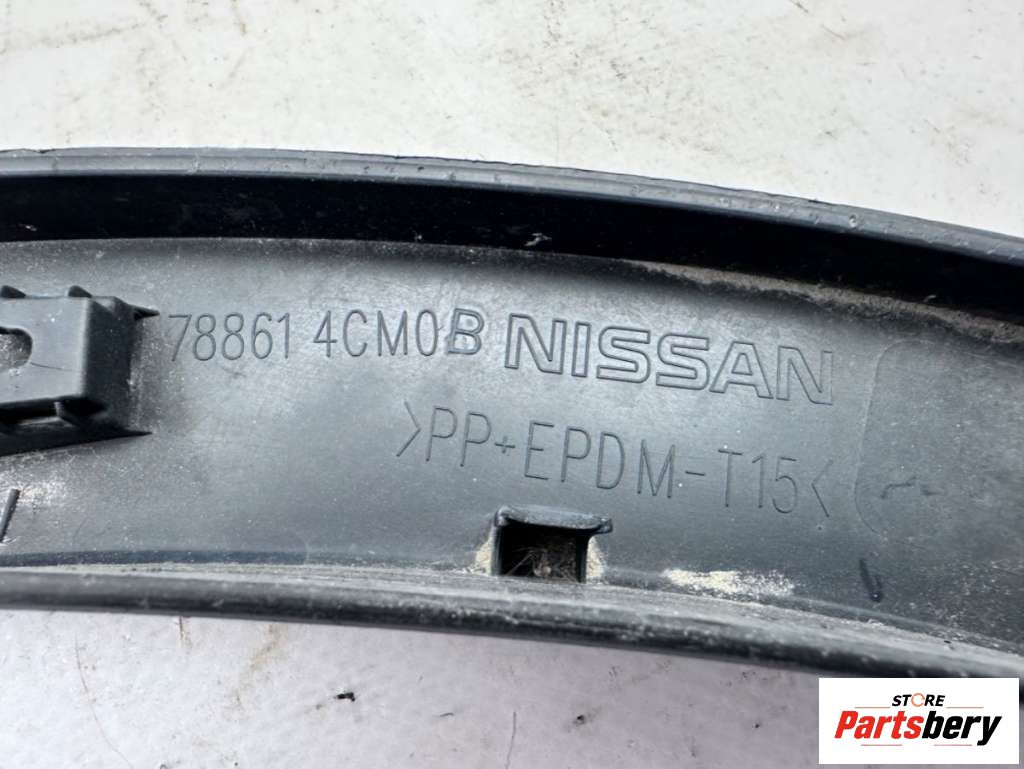 78861 4CM0B NISSAN
>PP+EPDM-T15<
STORE
Partsbery